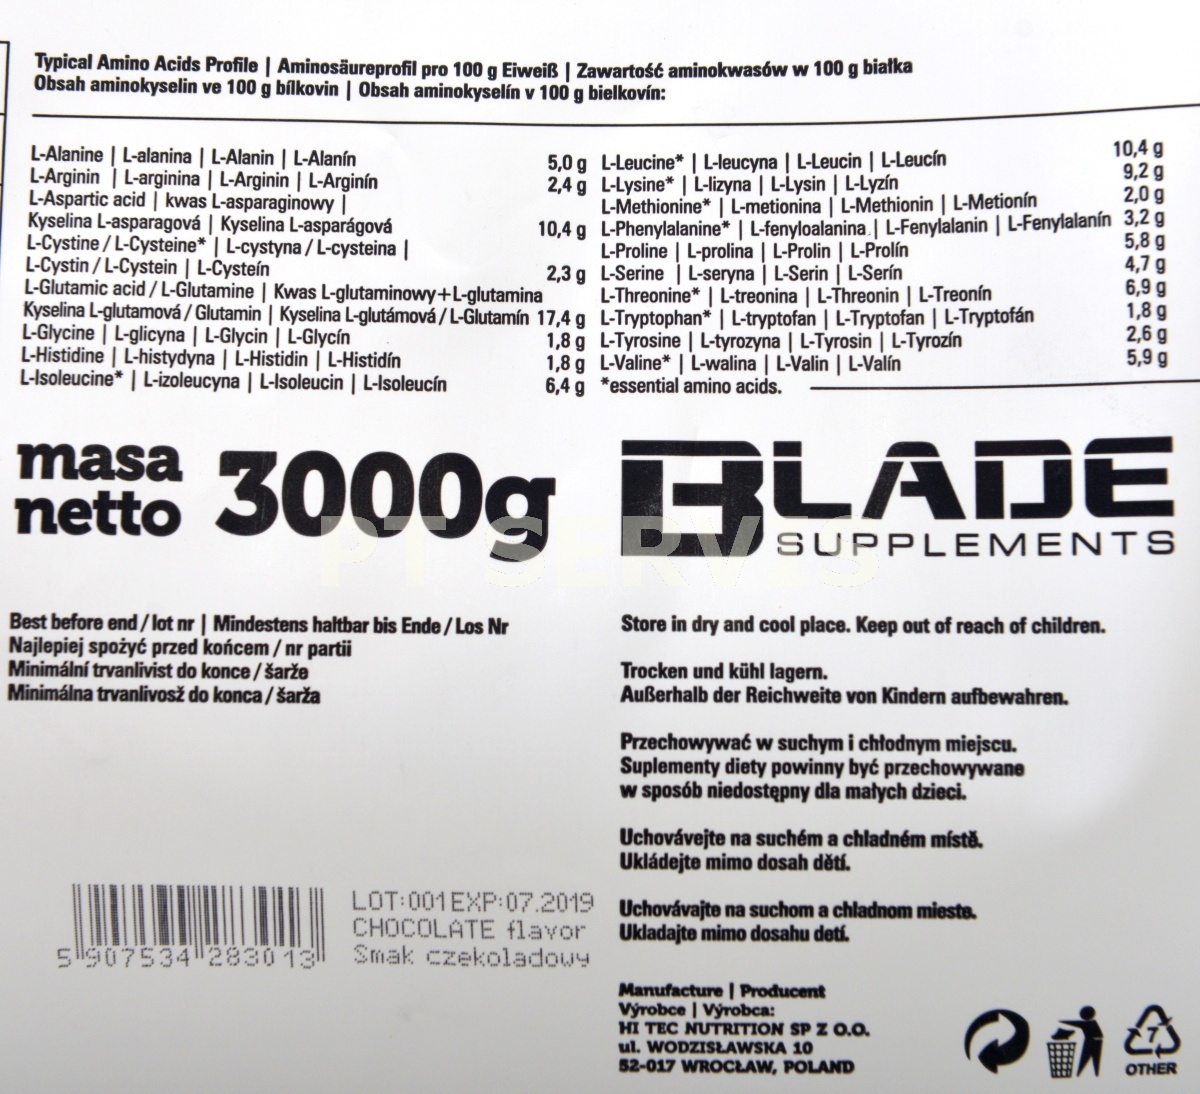 Typical Amino Acids Profile | Aminosäureprofil pro 100 g Eiweiß | Zawartość aminokwasów w 100 g białka
Obsah aminokyselin ve 100 g bílkovin | Obsah aminokyselín v 100 g bielkovín:
L-Alanine | L-alanina | L-Alanin | L-Alanín 5,0 g
L-Arginin | L-arginina | L-Arginin | L-Arginín 2,4 g
L-Aspartic acid | kwas L-asparaginowy |
Kyselina L-asparagová | Kyselina L-asparágová 10,4 g
L-Cystine / L-Cysteine* | L-cystyna / L-cysteina |
L-Cystin / L-Cystein | L-Cysteín 2,3 g
L-Glutamic acid / L-Glutamine | Kwas L-glutaminowy+L-glutamina
Kyselina L-glutamová / Glutamin | Kyselina L-glutámová / L-Glutamín 17,4 g
L-Glycine | L-glicyna | L-Glycin | L-Glycín 1,8 g
L-Histidine | L-histydyna | L-Histidin | L-Histidín 1,8 g
L-Isoleucine* | L-izoleucyna | L-Isoleucin | L-Isoleucín 6,4 g
L-Leucine* | L-leucyna | L-Leucin | L-Leucín 10,4 g
L-Lysine* | L-lizyna | L-Lysin | L-Lyzín 9,2 g
L-Methionine* | L-metionina | L-Methionin | L-Metionín 2,0 g
L-Phenylalanine* | L-fenyloalanina | L-Fenylalanin | L-Fenylalanín 3,2 g
L-Proline | L-prolina | L-Prolin | L-Prolín 5,8 g
L-Serine | L-seryna | L-Serin | L-Serín 4,7 g
L-Threonine* | L-treonina | L-Threonin | L-Treonín 6,9 g
L-Tryptophan* | L-tryptofan | L-Tryptofan | L-Tryptofán 1,8 g
L-Tyrosine | L-tyrozyna | L-Tyrosin | L-Tyrozín 2,6 g
L-Valine* | L-walina | L-Valin | L-Valín 5,9 g
*essential amino acids.
masa
netto 3000g
BLADE
SUPPLEMENTS
PT SERVIS
Best before end / lot nr | Mindestens haltbar bis Ende / Los Nr
Najlepiej spożyć przed końcem / nr partii
Minimální trvanlivist do konce / šarže
Minimálna trvanlivosž do konca / šarža
Store in dry and cool place. Keep out of reach of children.
Trocken und kühl lagern.
Außerhalb der Reichweite von Kindern aufbewahren.
Przechowywać w suchym i chłodnym miejscu.
Suplementy diety powinny być przechowywane
w sposób niedostępny dla małych dzieci.
Uchovávejte na suchém a chladném místě.
Ukládejte mimo dosah dětí.
Uchovávajte na suchom a chladnom mieste.
Ukladajte mimo dosahu detí.
5 907534 283013
LOT:001EXP:07.2019
CHOCOLATE flavor
Smak czekoladowy
Manufacture | Producent
Výrobce | Výrobca:
HI TEC NUTRITION SP Z O.O.
ul. WODZISŁAWSKA 10
52-017 WROCŁAW, POLAND
7
OTHER